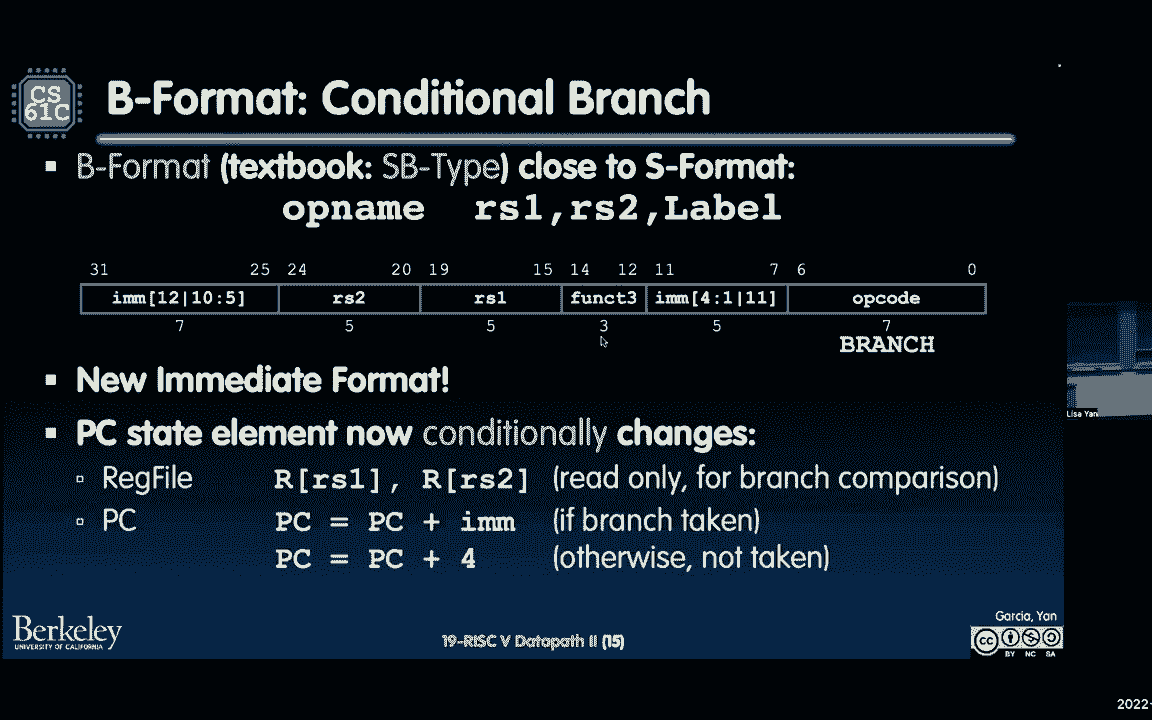 CS
61C
B-Format: Conditional Branch
▪ B-Format (textbook: SB-Type) close to S-Format:
opname rs1,rs2,Label
31 25 24 20 19 15 14 12 11 7 6 0
imm[12|10:5] rs2 rs1 funct3 imm[4:1|11] opcode
7 5 5 3 5 7
BRANCH
▪ New Immediate Format!
▪ PC state element now conditionally changes:
▫ RegFile R[rs1], R[rs2] (read only, for branch comparison)
▫ PC PC = PC + imm (if branch taken)
PC = PC + 4 (otherwise, not taken)
Lisa Yan
Berkeley
UNIVERSITY OF CALIFORNIA
19-RISC V Datapath II (15)
Garcia, Yan
cc
BY NC SA
2022-